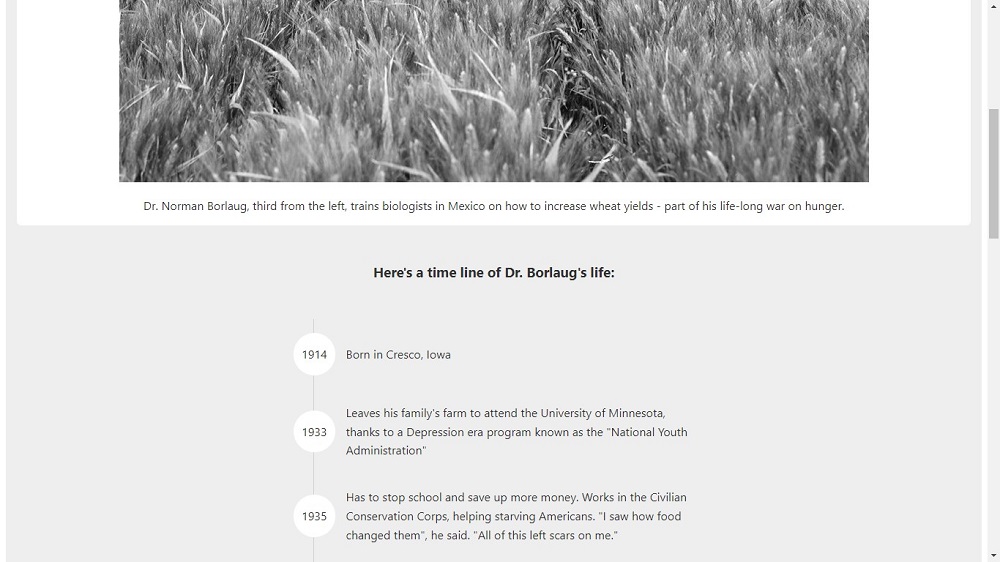 Dr. Norman Borlaug, third from the left, trains biologists in Mexico on how to increase wheat yields - part of his life-long war on hunger.
Here's a time line of Dr. Borlaug's life:
1914
Born in Cresco, Iowa
1933
Leaves his family's farm to attend the University of Minnesota,
thanks to a Depression era program known as the "National Youth
Administration"
1935
Has to stop school and save up more money. Works in the Civilian
Conservation Corps, helping starving Americans. "I saw how food
changed them", he said. "All of this left scars on me."